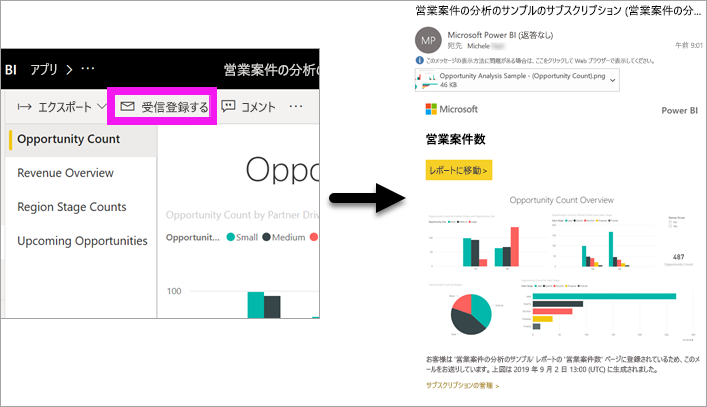 BI アプリ > ··· 営業案件の分析の
エクスポート 受信登録する コメント ···
Opportunity Count
Revenue Overview
Region Stage Counts
Upcoming Opportunities
Oppo
Opportunity Count by Partner Driv
Opportunit... Small Medium
100
営業案件の分析のサンプルのサブスクリプション (営業案件の分...
MP
Microsoft Power BI (返答なし)
宛先 Michele
午前 9:01
このメッセージの表示方法に問題がある場合は、ここをクリックして Web ブラウザーで表示してください。
Opportunity Analysis Sample - (Opportunity Count).png
46 KB
Microsoft Power BI
営業案件数
レポートに移動 >
Opportunity Count Overview
487
Opportunity Count
お客様は '営業案件の分析のサンプル' レポートの '営業案件数' ページに登録されているため、このメ
ールをお送りしています。 上図は 2019 年 9 月 2 日 13:00 (UTC) に生成されました。
サブスクリプションの管理 >